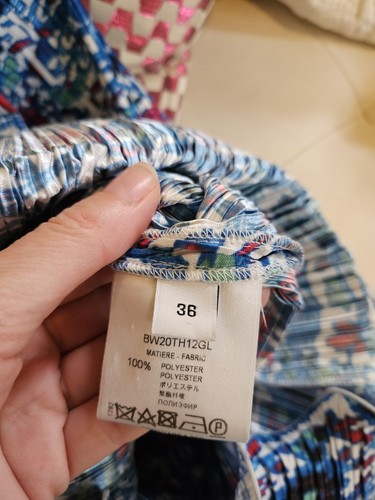 36
BW20TH12GL
MATIERE - FABRIC
100% POLYESTER
POLYESTER
ポリエステル
聚酯纤维
ПОЛИЭФИР
P